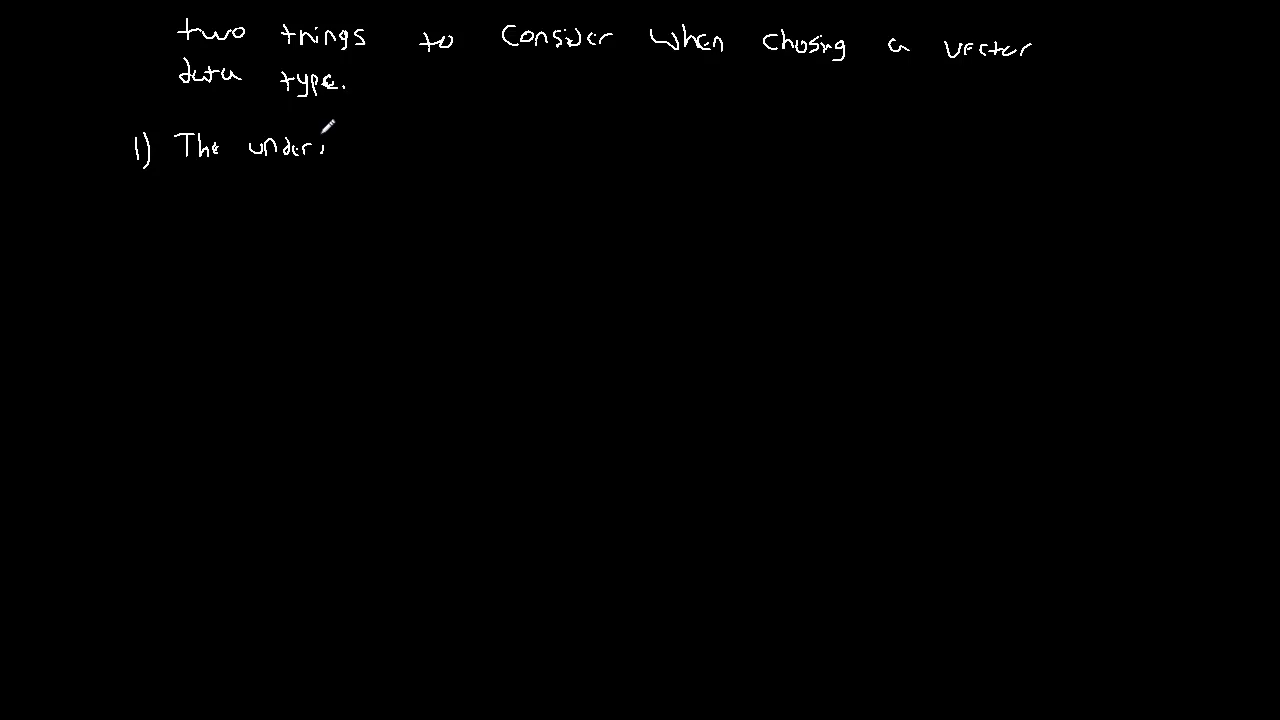 two things to consider when chosing a vector
data type.
1) The under